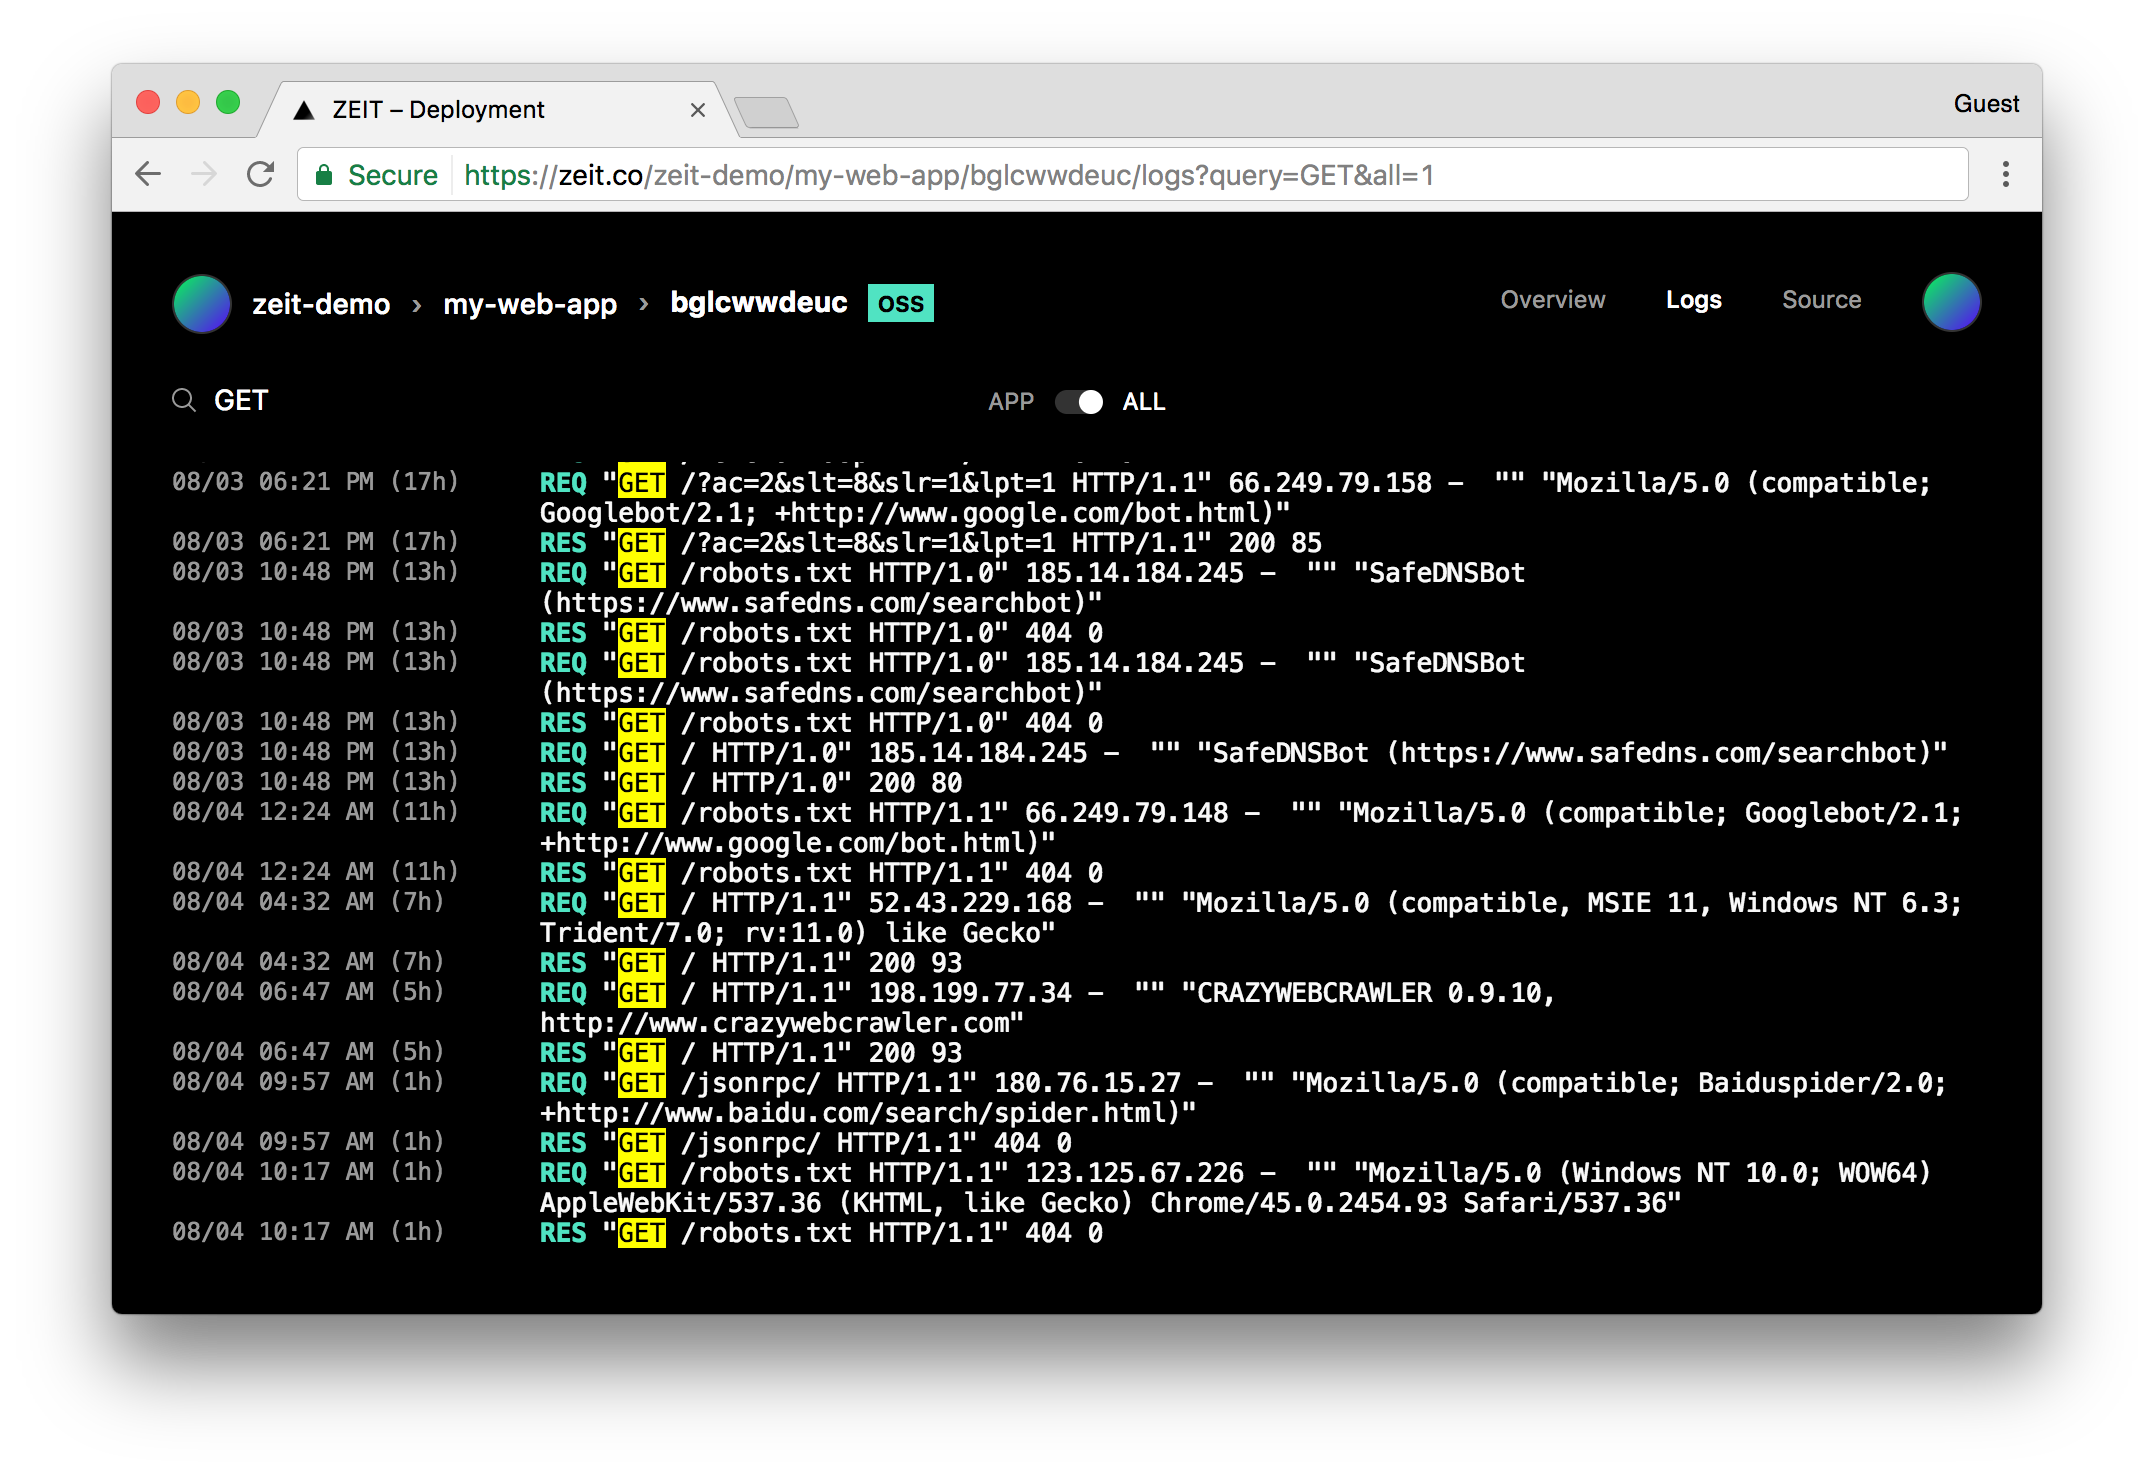 ZEIT – Deployment
Guest
Secure https://zeit.co/zeit-demo/my-web-app/bglcwwdeuc/logs?query=GET&all=1
zeit-demo › my-web-app › bglcwwdeuc oss Overview Logs Source
GET APP ALL
08/03 06:21 PM (17h) REQ "GET /?ac=2&slt=8&slr=1&lpt=1 HTTP/1.1" 66.249.79.158 – "" "Mozilla/5.0 (compatible;
Googlebot/2.1; +http://www.google.com/bot.html)"
08/03 06:21 PM (17h) RES "GET /?ac=2&slt=8&slr=1&lpt=1 HTTP/1.1" 200 85
08/03 10:48 PM (13h) REQ "GET /robots.txt HTTP/1.0" 185.14.184.245 – "" "SafeDNSBot
(https://www.safedns.com/searchbot)"
08/03 10:48 PM (13h) RES "GET /robots.txt HTTP/1.0" 404 0
08/03 10:48 PM (13h) REQ "GET /robots.txt HTTP/1.0" 185.14.184.245 – "" "SafeDNSBot
(https://www.safedns.com/searchbot)"
08/03 10:48 PM (13h) RES "GET /robots.txt HTTP/1.0" 404 0
08/03 10:48 PM (13h) REQ "GET / HTTP/1.0" 185.14.184.245 – "" "SafeDNSBot (https://www.safedns.com/searchbot)"
08/03 10:48 PM (13h) RES "GET / HTTP/1.0" 200 80
08/04 12:24 AM (11h) REQ "GET /robots.txt HTTP/1.1" 66.249.79.148 – "" "Mozilla/5.0 (compatible; Googlebot/2.1;
+http://www.google.com/bot.html)"
08/04 12:24 AM (11h) RES "GET /robots.txt HTTP/1.1" 404 0
08/04 04:32 AM (7h) REQ "GET / HTTP/1.1" 52.43.229.168 – "" "Mozilla/5.0 (compatible, MSIE 11, Windows NT 6.3;
Trident/7.0; rv:11.0) like Gecko"
08/04 04:32 AM (7h) RES "GET / HTTP/1.1" 200 93
08/04 06:47 AM (5h) REQ "GET / HTTP/1.1" 198.199.77.34 – "" "CRAZYWEBCRAWLER 0.9.10,
http://www.crazywebcrawler.com"
08/04 06:47 AM (5h) RES "GET / HTTP/1.1" 200 93
08/04 09:57 AM (1h) REQ "GET /jsonrpc/ HTTP/1.1" 180.76.15.27 – "" "Mozilla/5.0 (compatible; Baiduspider/2.0;
+http://www.baidu.com/search/spider.html)"
08/04 09:57 AM (1h) RES "GET /jsonrpc/ HTTP/1.1" 404 0
08/04 10:17 AM (1h) REQ "GET /robots.txt HTTP/1.1" 123.125.67.226 – "" "Mozilla/5.0 (Windows NT 10.0; WOW64)
AppleWebKit/537.36 (KHTML, like Gecko) Chrome/45.0.2454.93 Safari/537.36"
08/04 10:17 AM (1h) RES "GET /robots.txt HTTP/1.1" 404 0